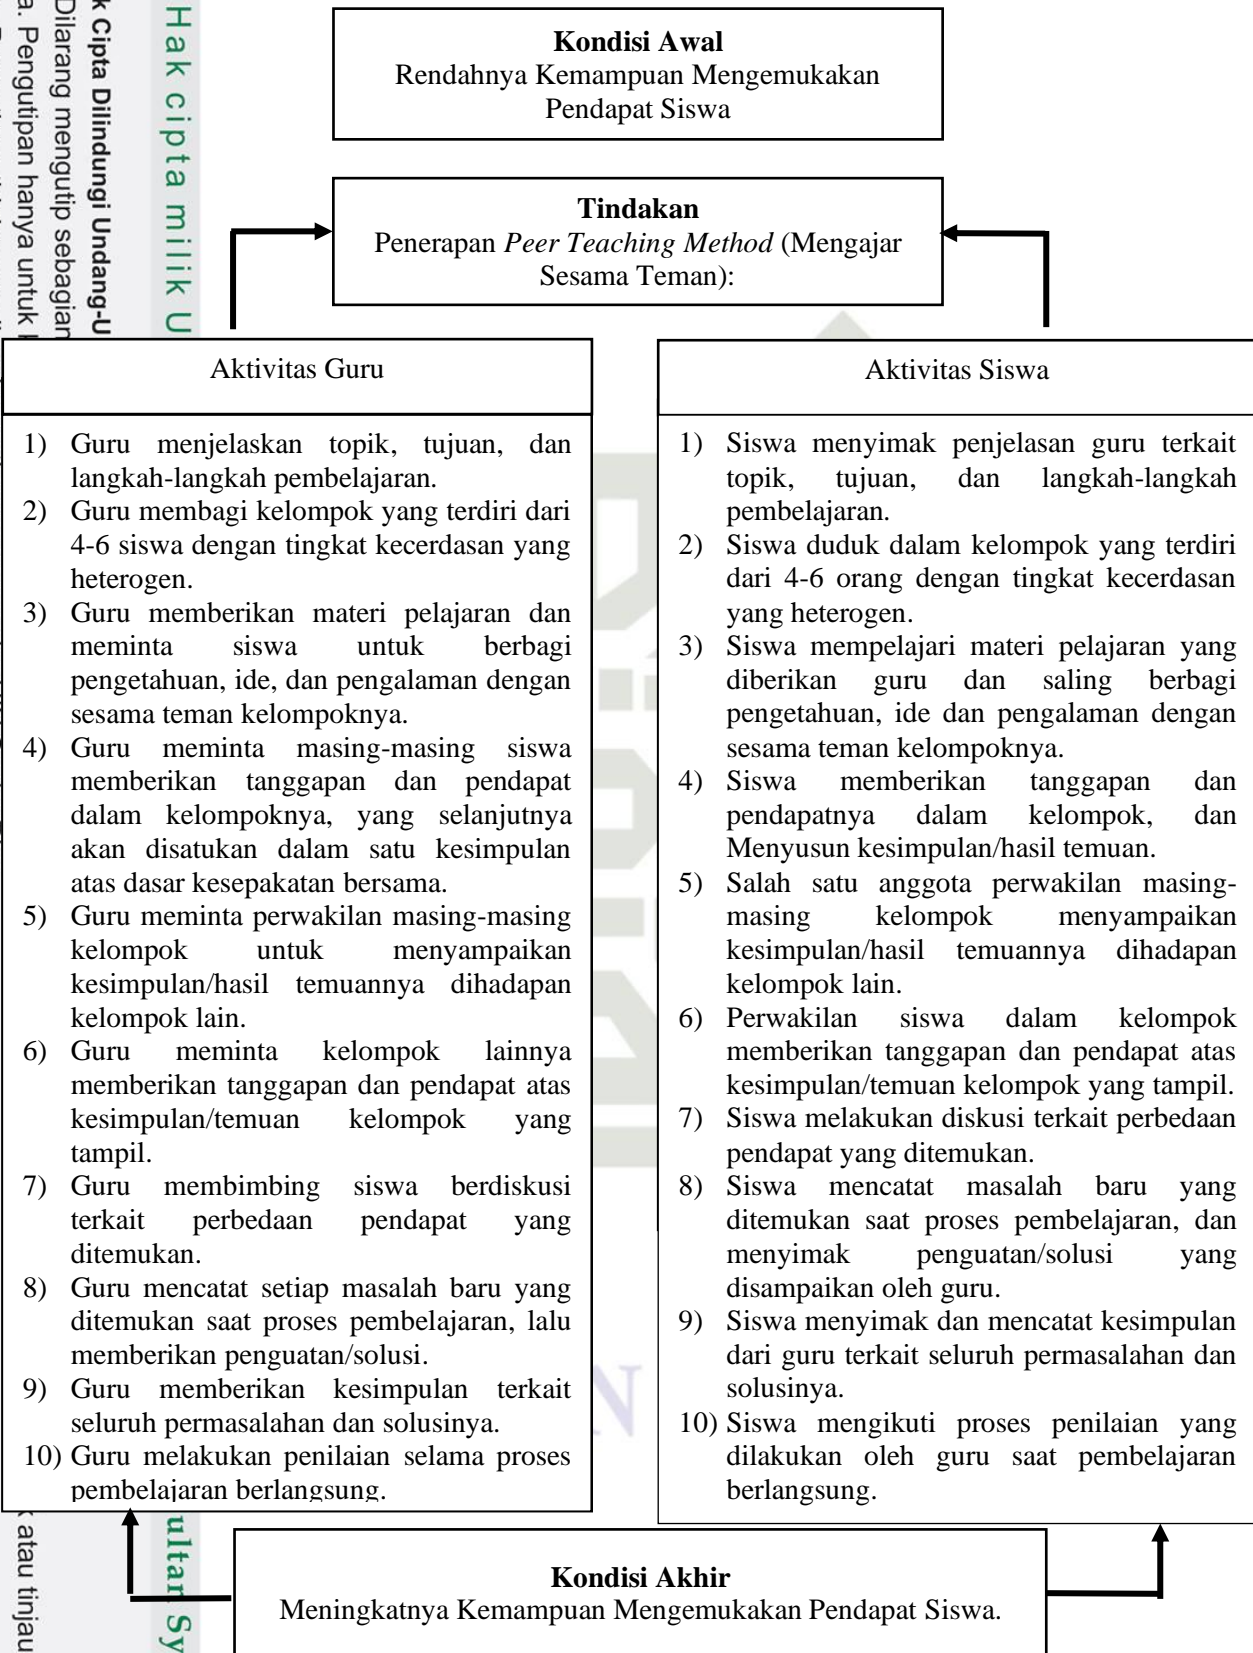 Hak cipta milik U
k Cipta Dilindungi Undang-U
Dilarang mengutip sebagian
a. Pengutipan hanya untuk
Kondisi Awal
Rendahnya Kemampuan Mengemukakan
Pendapat Siswa
Tindakan
Penerapan Peer Teaching Method (Mengajar
Sesama Teman):
Aktivitas Guru
1) Guru menjelaskan topik, tujuan, dan
langkah-langkah pembelajaran.
2) Guru membagi kelompok yang terdiri dari
4-6 siswa dengan tingkat kecerdasan yang
heterogen.
3) Guru memberikan materi pelajaran dan
meminta siswa untuk berbagi
pengetahuan, ide, dan pengalaman dengan
sesama teman kelompoknya.
4) Guru meminta masing-masing siswa
memberikan tanggapan dan pendapat
dalam kelompoknya, yang selanjutnya
akan disatukan dalam satu kesimpulan
atas dasar kesepakatan bersama.
5) Guru meminta perwakilan masing-masing
kelompok untuk menyampaikan
kesimpulan/hasil temuannya dihadapan
kelompok lain.
6) Guru meminta kelompok lainnya
memberikan tanggapan dan pendapat atas
kesimpulan/temuan kelompok yang
tampil.
7) Guru membimbing siswa berdiskusi
terkait perbedaan pendapat yang
ditemukan.
8) Guru mencatat setiap masalah baru yang
ditemukan saat proses pembelajaran, lalu
memberikan penguatan/solusi.
9) Guru memberikan kesimpulan terkait
seluruh permasalahan dan solusinya.
10) Guru melakukan penilaian selama proses
pembelajaran berlangsung.
Aktivitas Siswa
1) Siswa menyimak penjelasan guru terkait
topik, tujuan, dan langkah-langkah
pembelajaran.
2) Siswa duduk dalam kelompok yang terdiri
dari 4-6 orang dengan tingkat kecerdasan
yang heterogen.
3) Siswa mempelajari materi pelajaran yang
diberikan guru dan saling berbagi
pengetahuan, ide dan pengalaman dengan
sesama teman kelompoknya.
4) Siswa memberikan tanggapan dan
pendapatnya dalam kelompok, dan
Menyusun kesimpulan/hasil temuan.
5) Salah satu anggota perwakilan masing-
masing kelompok menyampaikan
kesimpulan/hasil temuannya dihadapan
kelompok lain.
6) Perwakilan siswa dalam kelompok
memberikan tanggapan dan pendapat atas
kesimpulan/temuan kelompok yang tampil.
7) Siswa melakukan diskusi terkait perbedaan
pendapat yang ditemukan.
8) Siswa mencatat masalah baru yang
ditemukan saat proses pembelajaran, dan
menyimak penguatan/solusi yang
disampaikan oleh guru.
9) Siswa menyimak dan mencatat kesimpulan
dari guru terkait seluruh permasalahan dan
solusinya.
10) Siswa mengikuti proses penilaian yang
dilakukan oleh guru saat pembelajaran
berlangsung.
N
Kondisi Akhir
Meningkatnya Kemampuan Mengemukakan Pendapat Siswa.
ultan Sy
atau tinjau